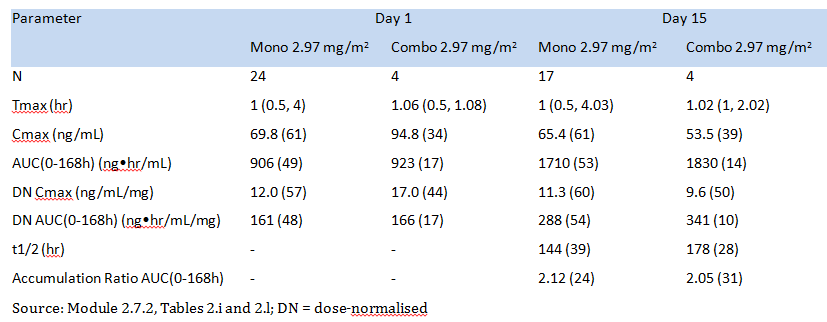 Parameter Day 1 Day 15
Mono 2.97 mg/m² Combo 2.97 mg/m² Mono 2.97 mg/m² Combo 2.97 mg/m²
N 24 4 17 4
Tmax (hr) 1 (0.5, 4) 1.06 (0.5, 1.08) 1 (0.5, 4.03) 1.02 (1, 2.02)
Cmax (ng/mL) 69.8 (61) 94.8 (34) 65.4 (61) 53.5 (39)
AUC(0-168h) (ng•hr/mL) 906 (49) 923 (17) 1710 (53) 1830 (14)
DN Cmax (ng/mL/mg) 12.0 (57) 17.0 (44) 11.3 (60) 9.6 (50)
DN AUC(0-168h) (ng•hr/mL/mg) 161 (48) 166 (17) 288 (54) 341 (10)
t1/2 (hr) - - 144 (39) 178 (28)
Accumulation Ratio AUC(0-168h) - - 2.12 (24) 2.05 (31)
Source: Module 2.7.2, Tables 2.i and 2.l; DN = dose-normalised